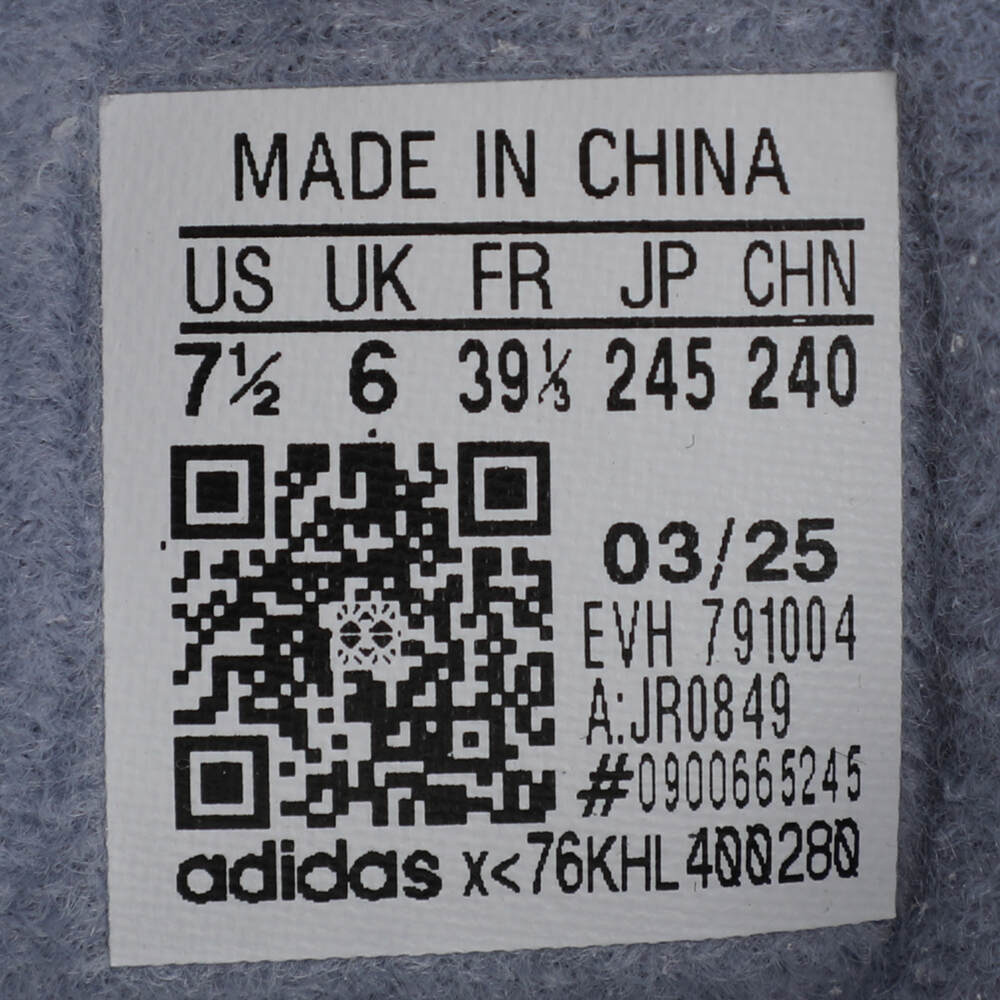 MADE IN CHINA
US UK FR JP CHN
7½ 6 39⅓ 245 240
03/25
EVH 791004
A:JR0849
#0900665245
adidas X<76KHL400280